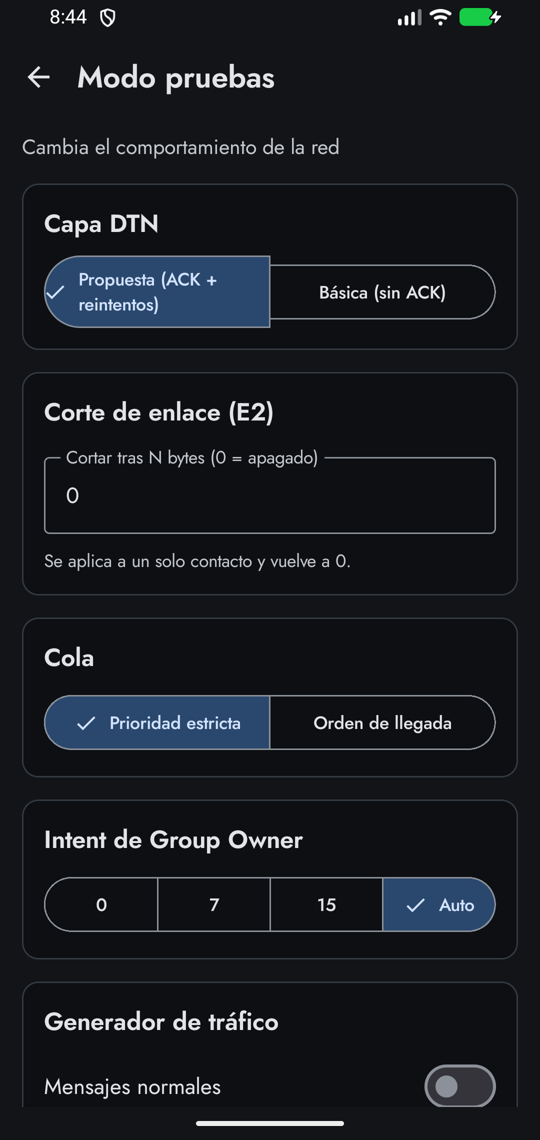 8:44
Modo pruebas
Cambia el comportamiento de la red
Capa DTN
Propuesta (ACK +
reintentos)
Básica (sin ACK)
Corte de enlace (E2)
Cortar tras N bytes (0 = apagado)
0
Se aplica a un solo contacto y vuelve a 0.
Cola
Prioridad estricta
Orden de llegada
Intent de Group Owner
0
7
15
Auto
Generador de tráfico
Mensajes normales